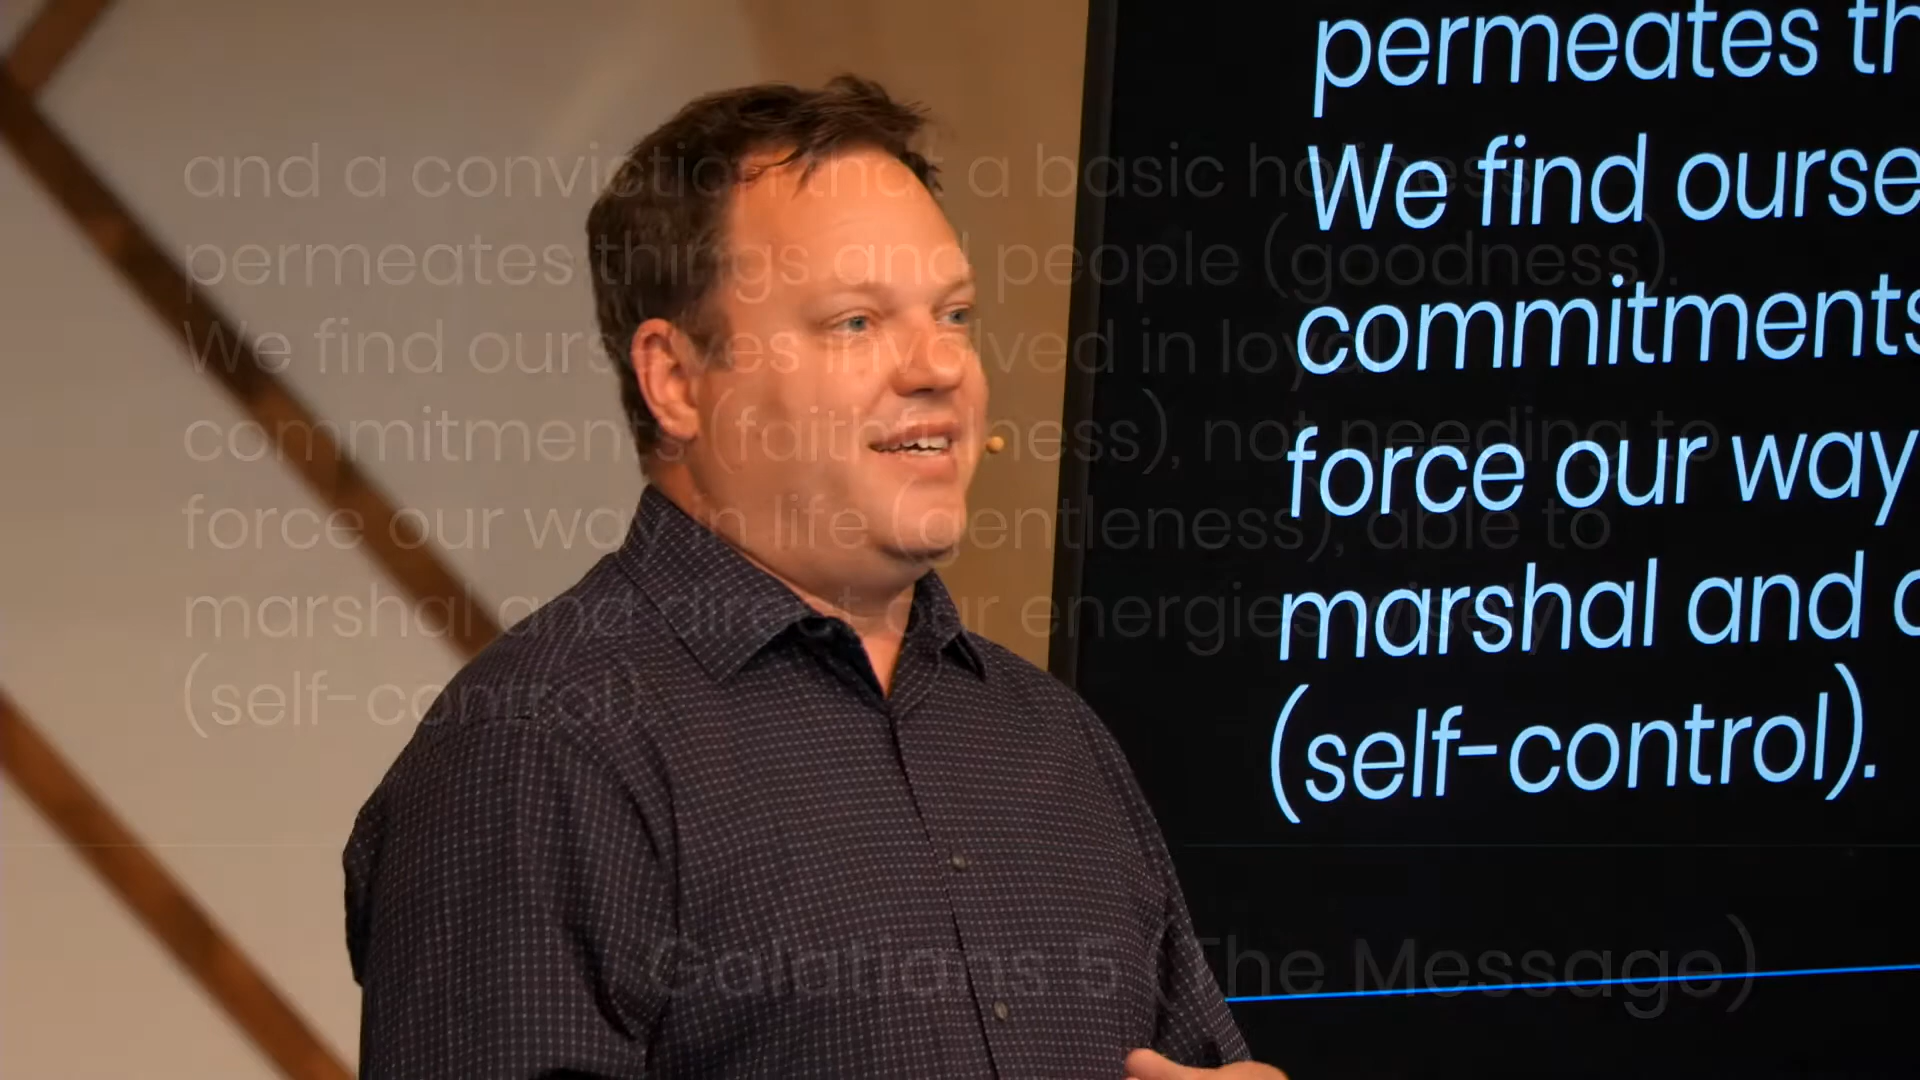 and a conviction that a basic holiness
permeates things and people (goodness).
We find ourselves involved in loyal
commitments (faithfulness), not needing to
force our way in life (gentleness), able to
marshal and direct our energies wisely
(self-control).
Galatians 5 (The Message)
permeates th
We find ourse
commitments
force our way
marshal and d
(self-control).